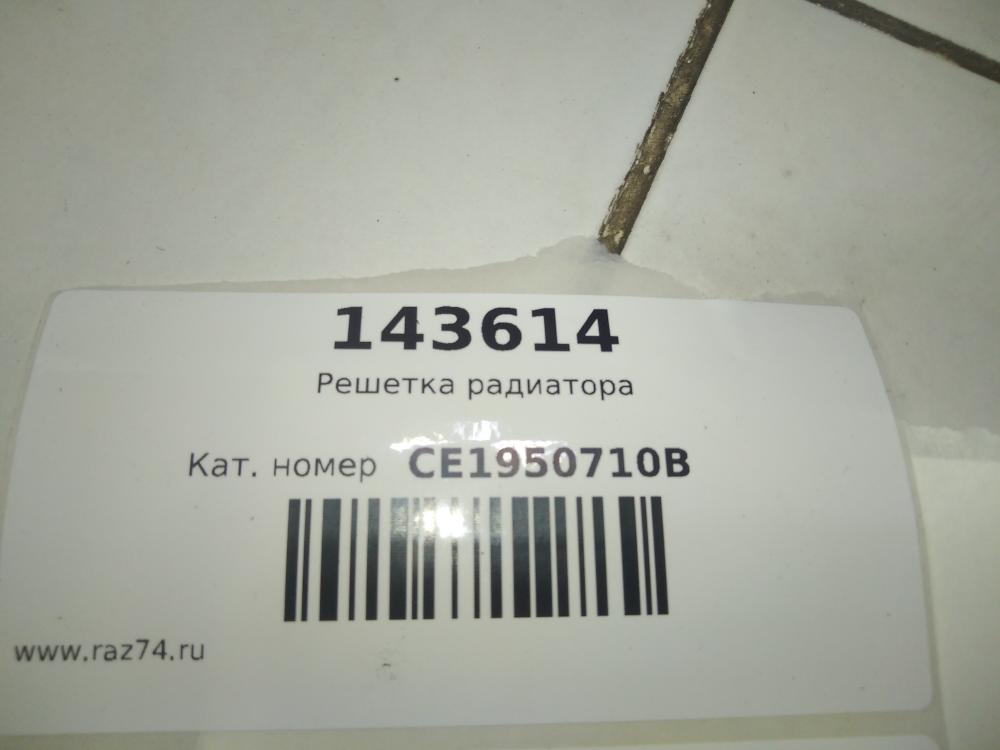 143614
Решетка радиатора
Кат. номер CE1950710B
www.raz74.ru